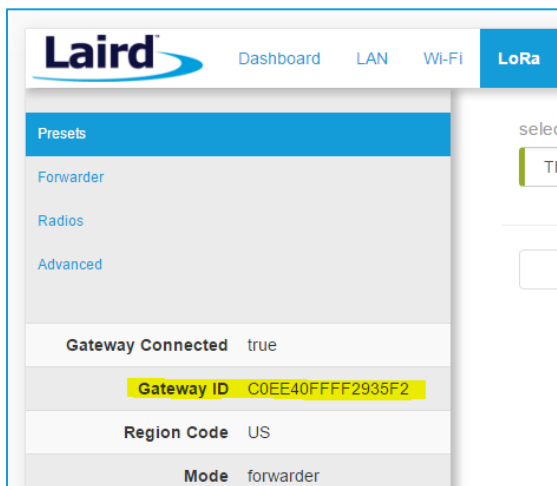 Laird™ Dashboard LAN Wi-Fi LoRa
Presets
Forwarder
Radios
Advanced
Gateway Connected true
Gateway ID C0EE40FFFF2935F2
Region Code US
Mode forwarder